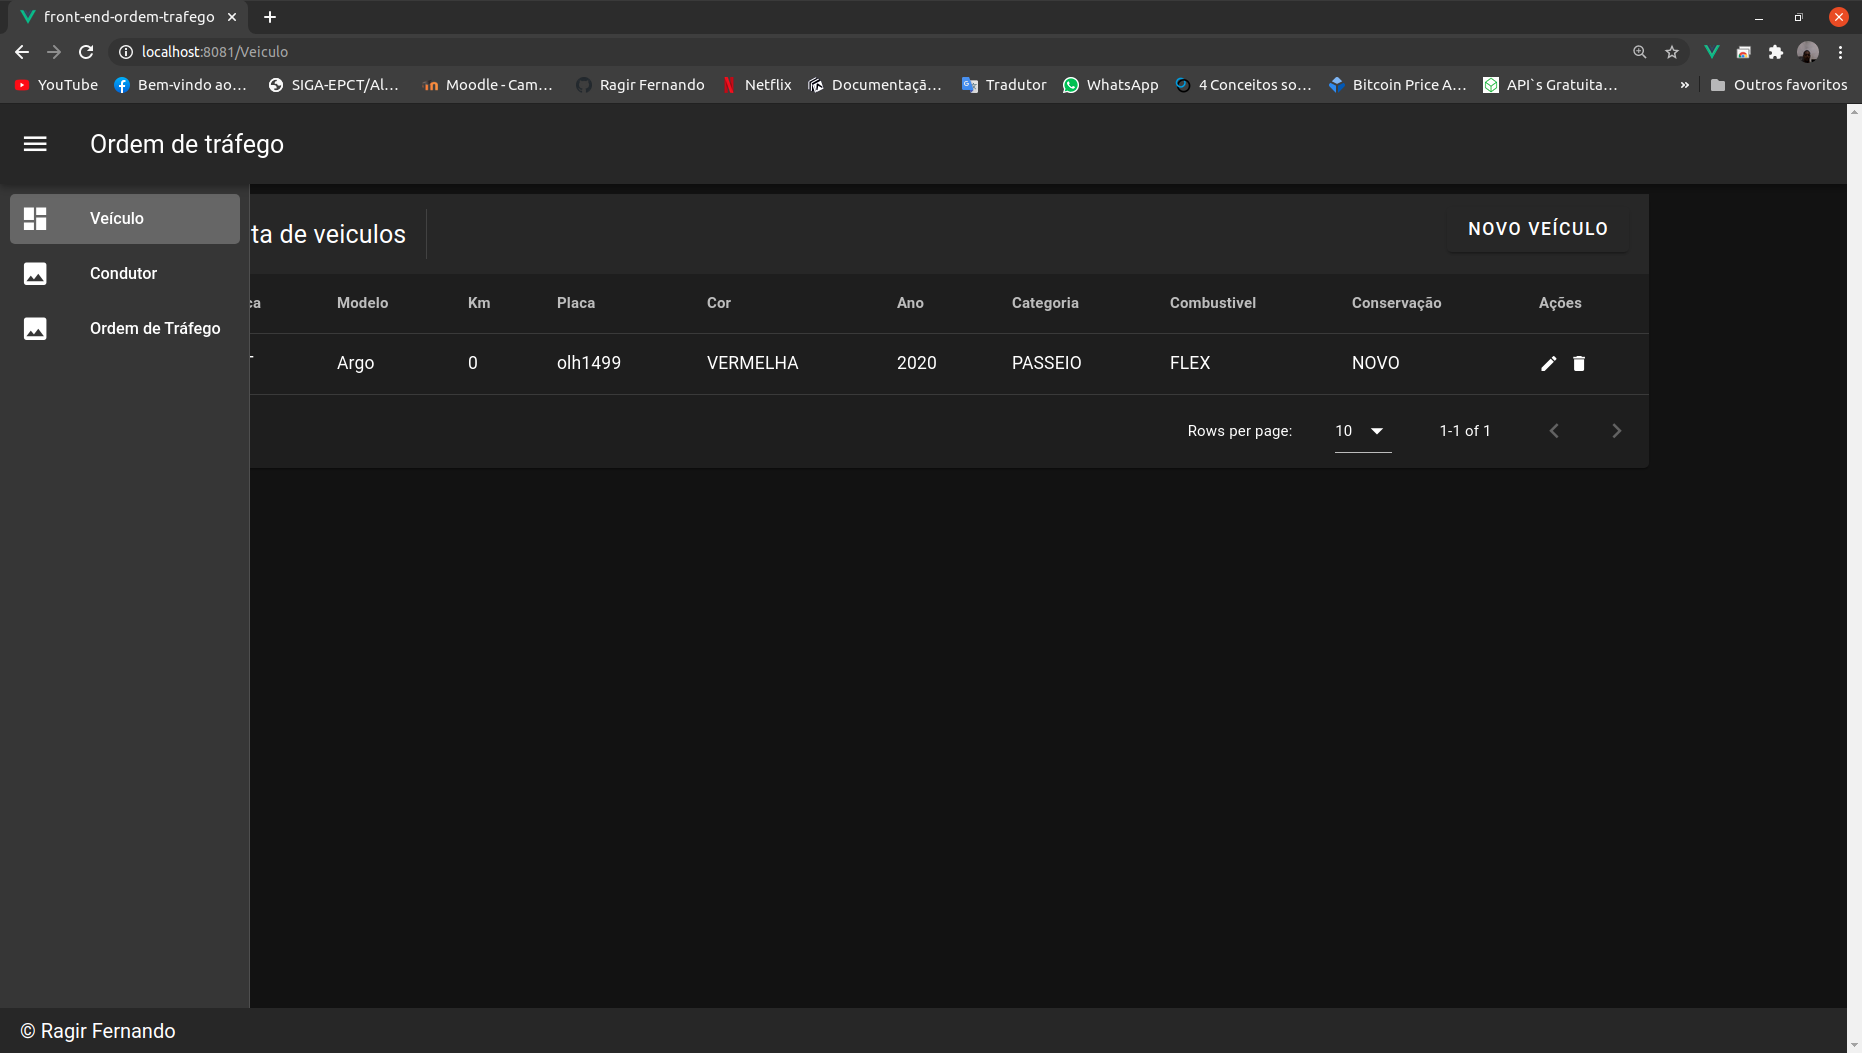 front-end-ordem-trafego
localhost:8081/Veiculo
YouTube Bem-vindo ao... SIGA-EPCT/Al... Moodle - Cam... Ragir Fernando Netflix Documentaçã... Tradutor WhatsApp 4 Conceitos so... Bitcoin Price A... API`s Gratuita... » Outros favoritos
Ordem de tráfego
Veículo
Condutor
Ordem de Tráfego
ta de veiculos
NOVO VEÍCULO
ca Modelo Km Placa Cor Ano Categoria Combustivel Conservação Ações
Argo 0 olh1499 VERMELHA 2020 PASSEIO FLEX NOVO
Rows per page: 10 1-1 of 1
© Ragir Fernando